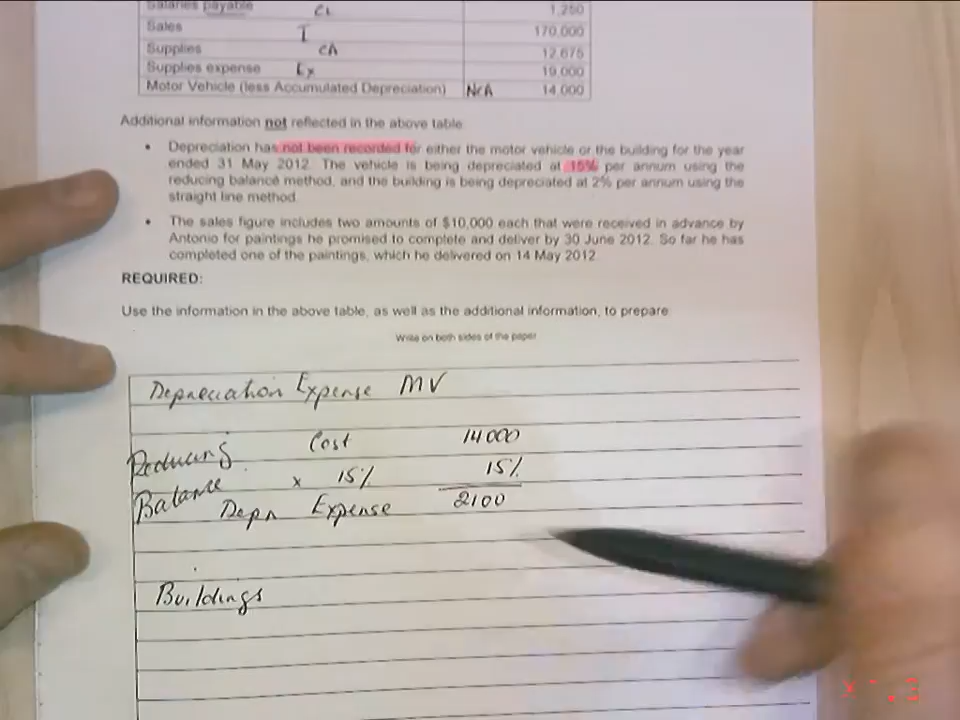 Salaries payable CL 1,250
Sales I 170,000
Supplies CA 12,675
Supplies expense Ex 19,000
Motor Vehicle (less Accumulated Depreciation) NCA 14,000
Additional information not reflected in the above table
• Depreciation has not been recorded for either the motor vehicle or the building for the year
ended 31 May 2012. The vehicle is being depreciated at 15% per annum using the
reducing balance method, and the building is being depreciated at 2% per annum using the
straight line method
• The sales figure includes two amounts of $10,000 each that were received in advance by
Antonio for paintings he promised to complete and deliver by 30 June 2012. So far he has
completed one of the paintings, which he delivered on 14 May 2012.
REQUIRED:
Use the information in the above table, as well as the additional information, to prepare
Write on both sides of the paper
Depreciation Expense MV
Reducing Cost 14000
Balance x 15% 15%
Depn Expense 2100
Buildings